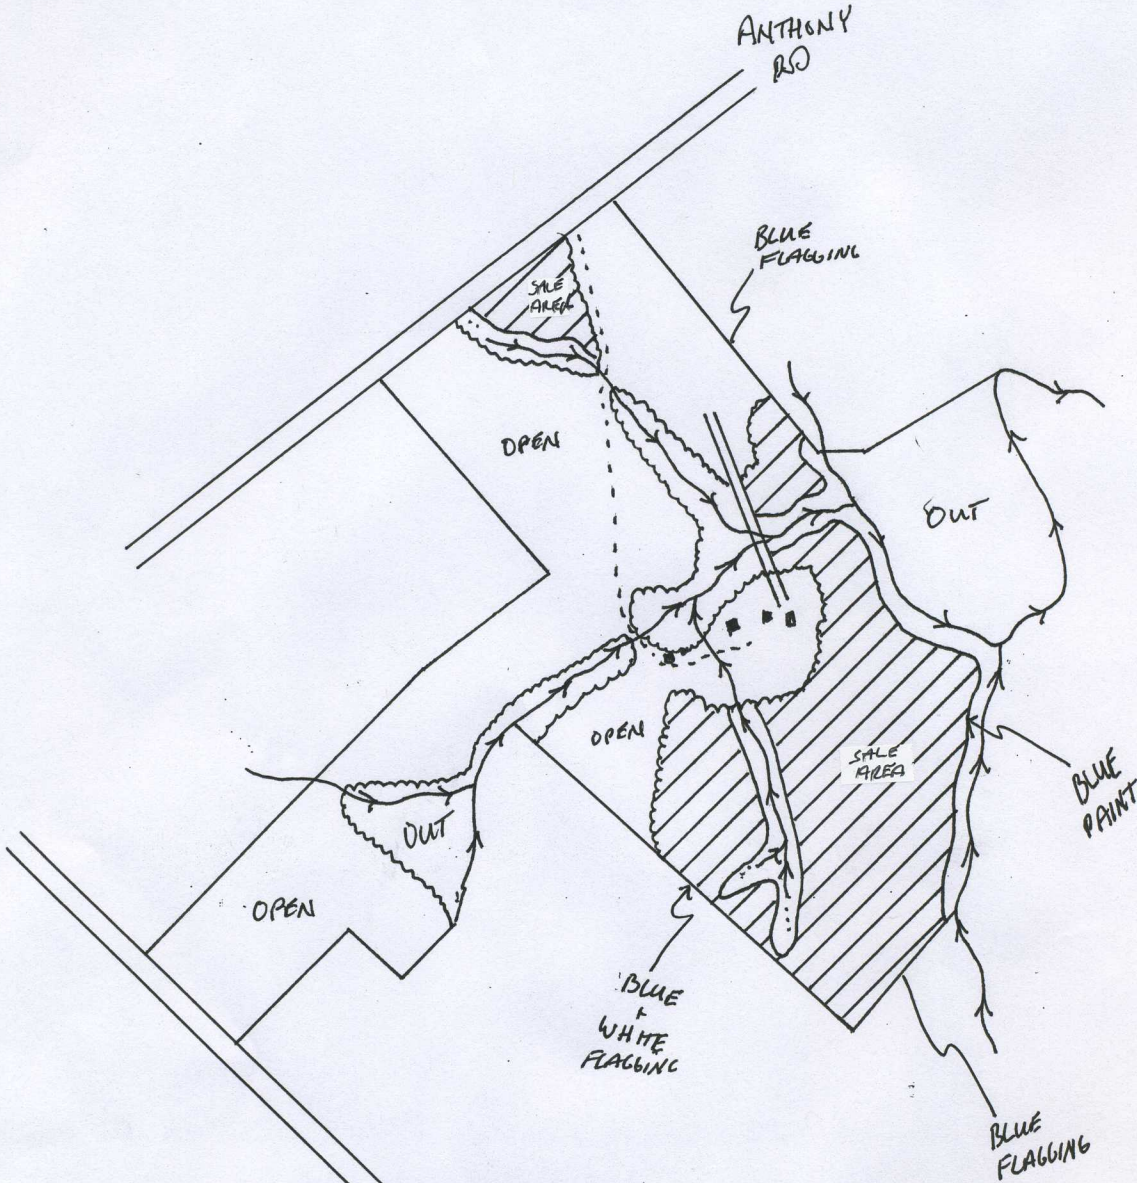 ANTHONY
RD
BLUE
FLAGGING
SALE
AREA
OPEN
OUT
OPEN
SALE
AREA
BLUE
PAINT
OUT
OPEN
BLUE
+
WHITE
FLAGGING
BLUE
FLAGGING